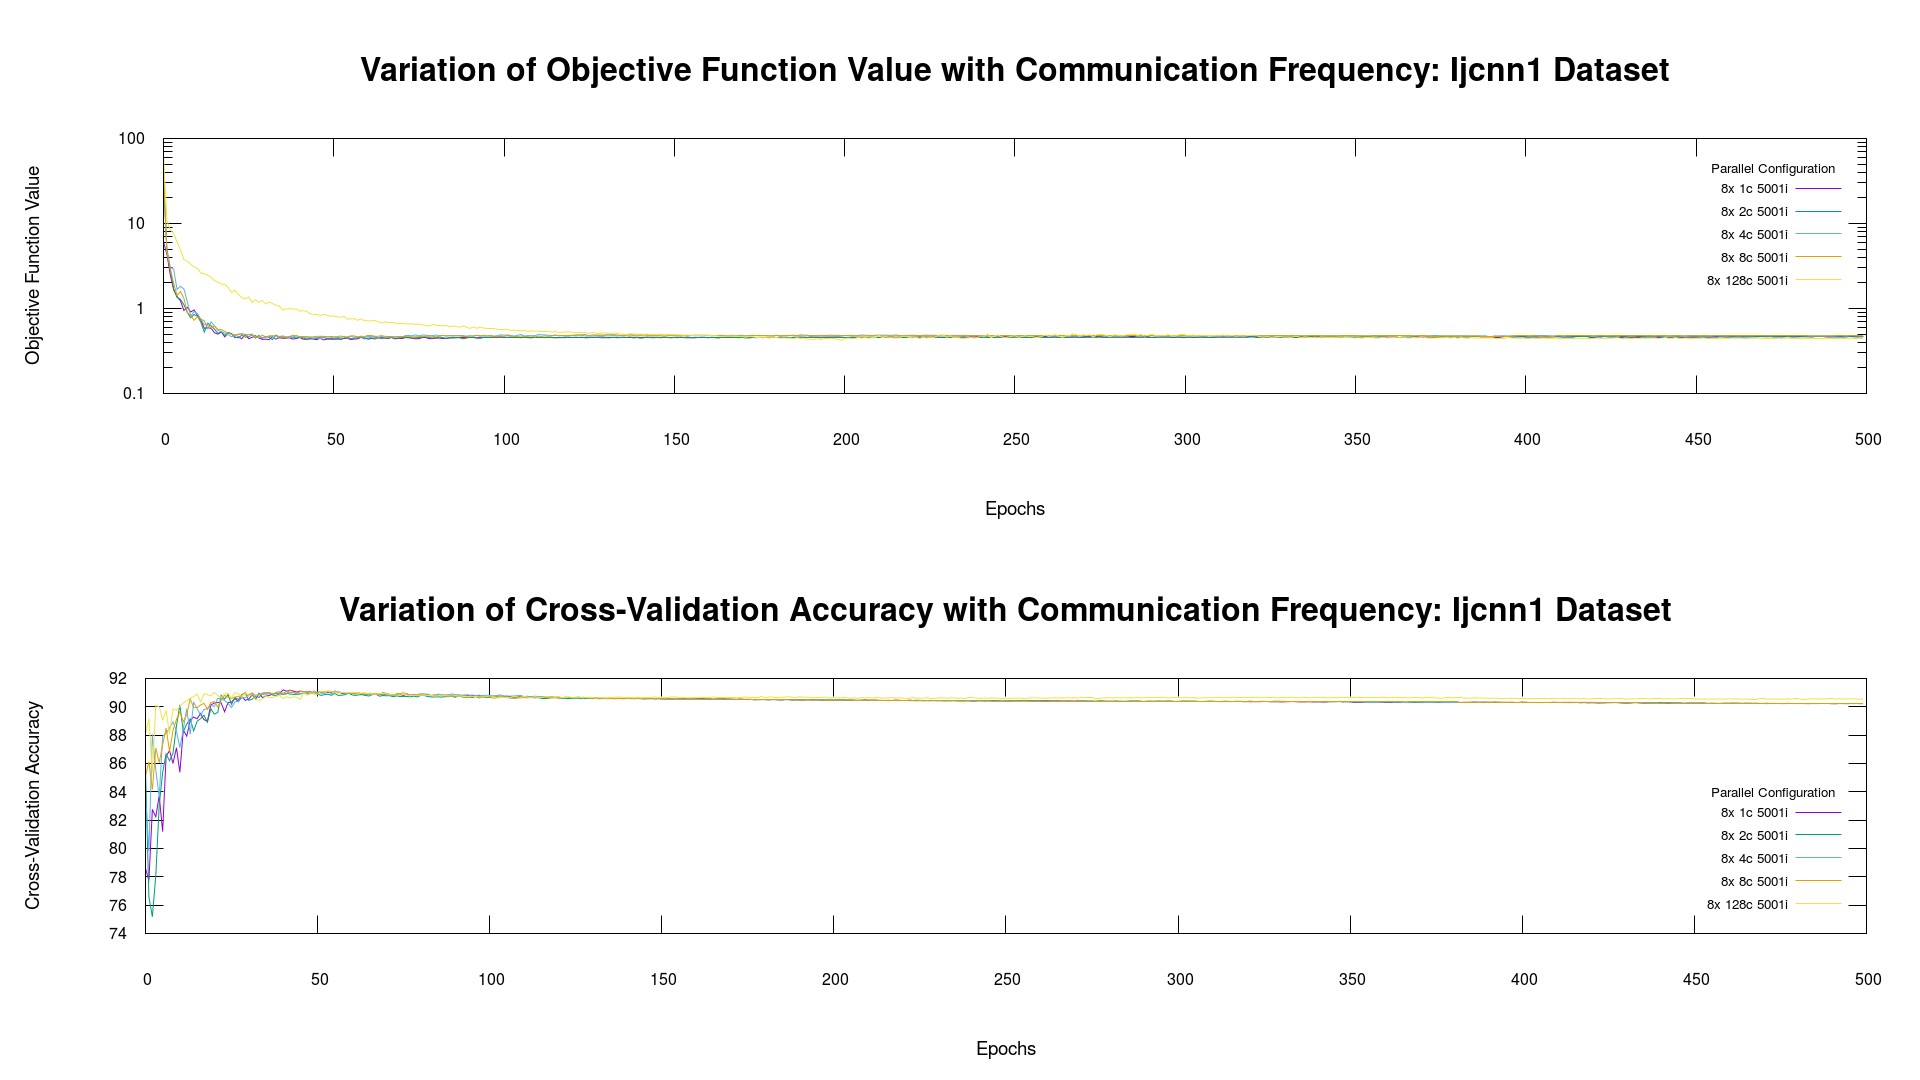 Variation of Objective Function Value with Communication Frequency: Ijcnn1 Dataset
Objective Function Value
100
10
1
0.1
Parallel Configuration
8x 1c 5001i
8x 2c 5001i
8x 4c 5001i
8x 8c 5001i
8x 128c 5001i
0 50 100 150 200 250 300 350 400 450 500
Epochs
Variation of Cross-Validation Accuracy with Communication Frequency: Ijcnn1 Dataset
Cross-Validation Accuracy
92
90
88
86
84
82
80
78
76
74
Parallel Configuration
8x 1c 5001i
8x 2c 5001i
8x 4c 5001i
8x 8c 5001i
8x 128c 5001i
0 50 100 150 200 250 300 350 400 450 500
Epochs